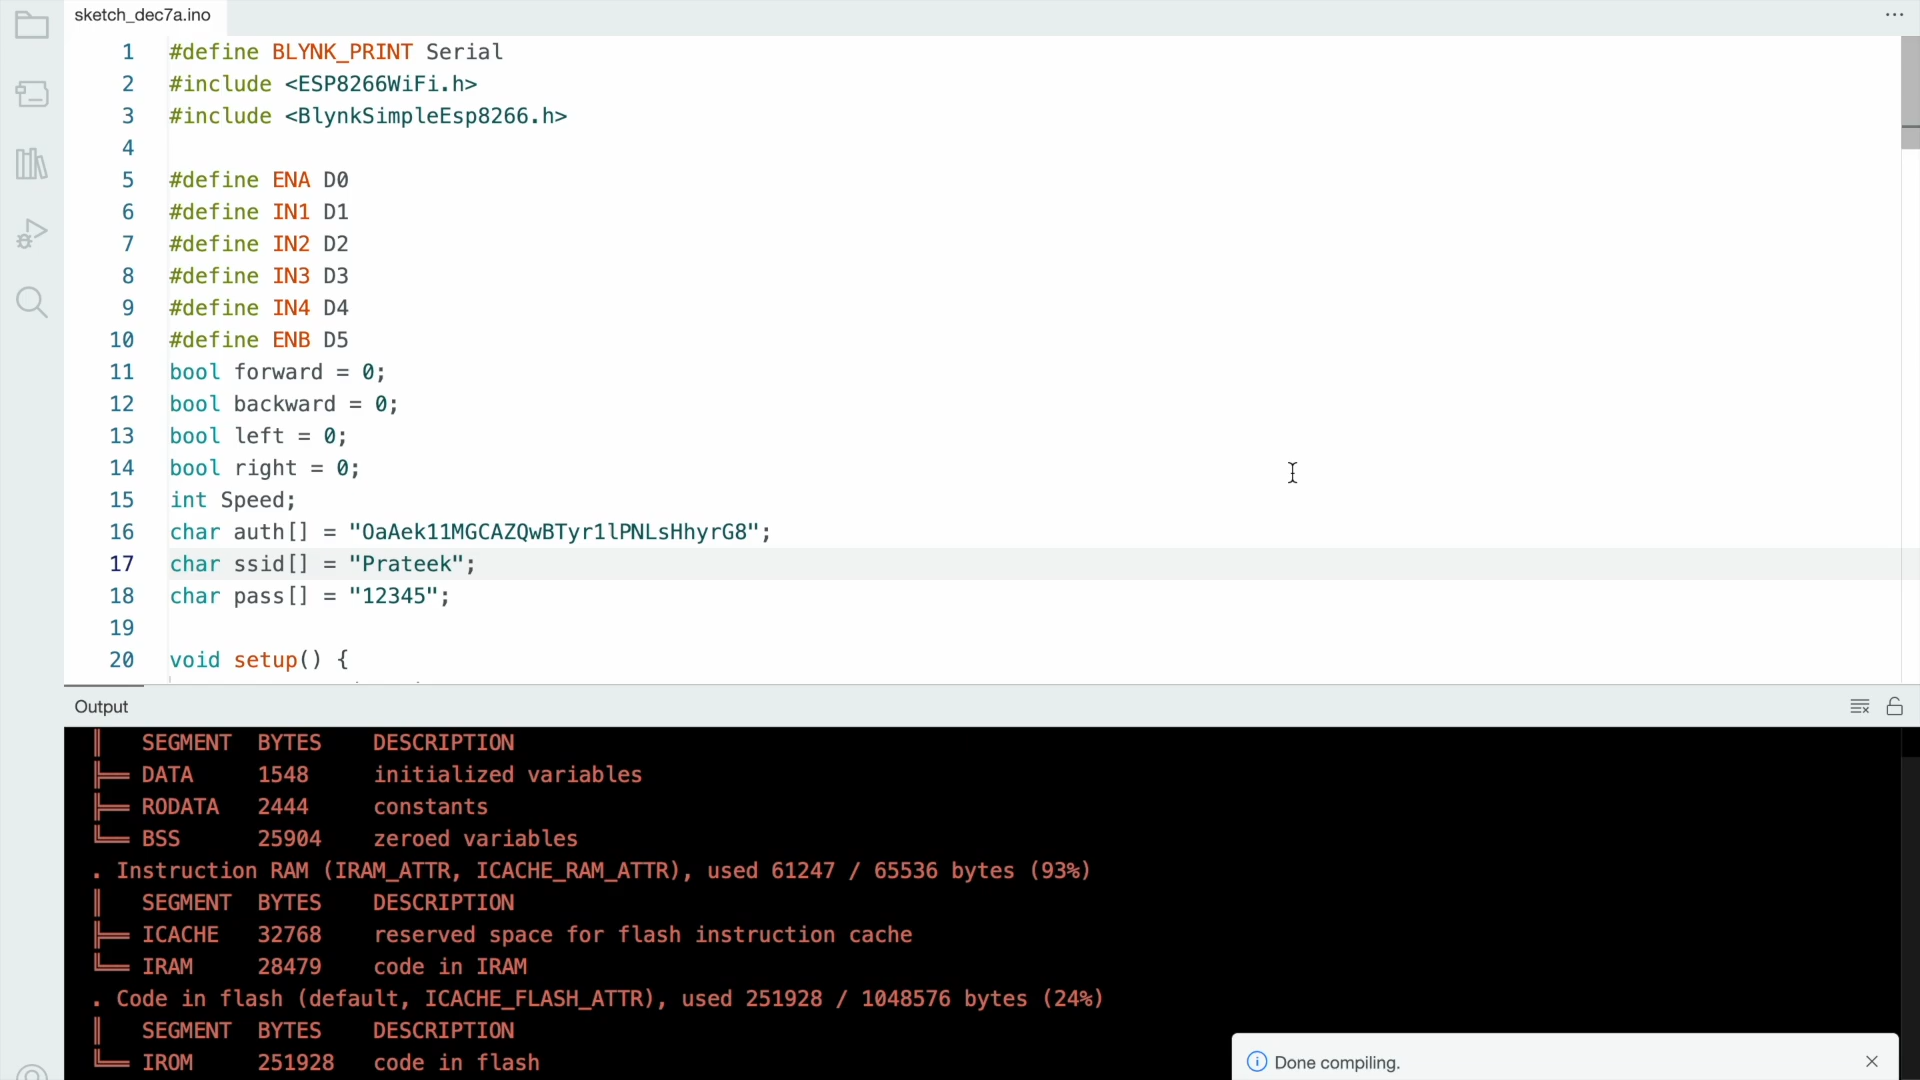 sketch_dec7a.ino
1 #define BLYNK_PRINT Serial
2 #include <ESP8266WiFi.h>
3 #include <BlynkSimpleEsp8266.h>
4
5 #define ENA D0
6 #define IN1 D1
7 #define IN2 D2
8 #define IN3 D3
9 #define IN4 D4
10 #define ENB D5
11 bool forward = 0;
12 bool backward = 0;
13 bool left = 0;
14 bool right = 0;
15 int Speed;
16 char auth[] = "OaAek11MGCAZQwBTyr1lPNLsHhyrG8";
17 char ssid[] = "Prateek";
18 char pass[] = "12345";
19
20 void setup() {
Output
║ SEGMENT BYTES DESCRIPTION
╠══ DATA 1548 initialized variables
╠══ RODATA 2444 constants
╚══ BSS 25904 zeroed variables
. Instruction RAM (IRAM_ATTR, ICACHE_RAM_ATTR), used 61247 / 65536 bytes (93%)
║ SEGMENT BYTES DESCRIPTION
╠══ ICACHE 32768 reserved space for flash instruction cache
╚══ IRAM 28479 code in IRAM
. Code in flash (default, ICACHE_FLASH_ATTR), used 251928 / 1048576 bytes (24%)
║ SEGMENT BYTES DESCRIPTION
╚══ IROM 251928 code in flash
Done compiling.